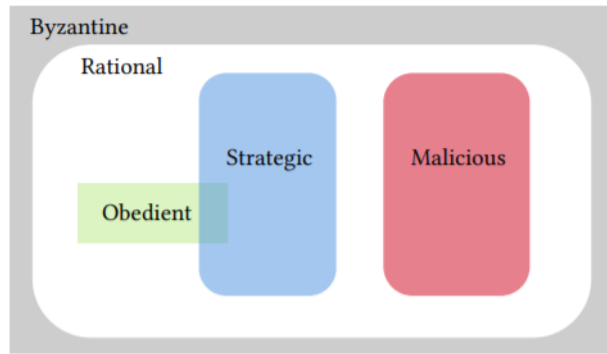 Byzantine
Rational
Strategic
Malicious
Obedient